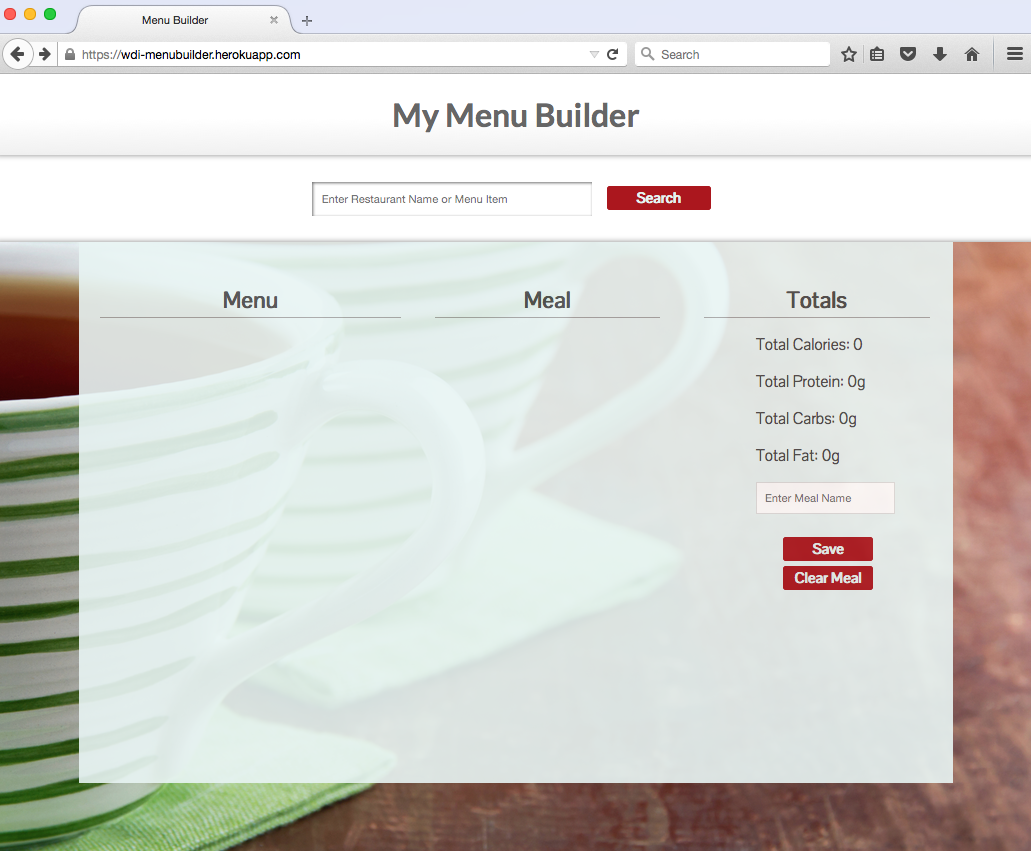 Menu Builder
https://wdi-menubuilder.herokuapp.com
Search
My Menu Builder
Enter Restaurant Name or Menu Item
Search
Menu
Meal
Totals
Total Calories: 0
Total Protein: 0g
Total Carbs: 0g
Total Fat: 0g
Enter Meal Name
Save
Clear Meal